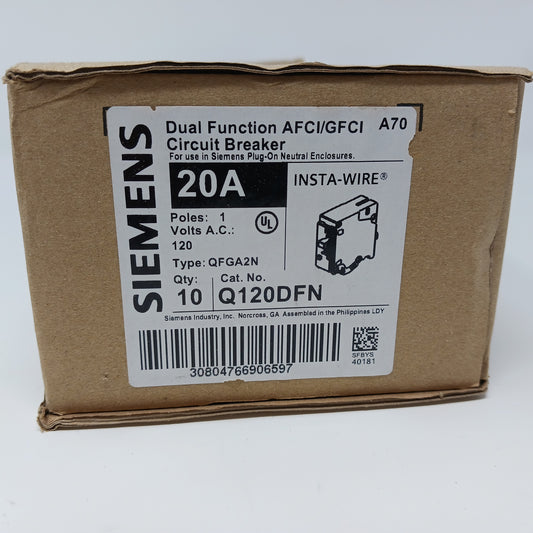 SIEMENS
Dual Function AFCI/GFCI A70
Circuit Breaker
For use in Siemens Plug-On Neutral Enclosures.
20A INSTA-WIRE®
Poles: 1
Volts A.C.:
120
UL
Type: QFGA2N
Qty: Cat. No.
10 Q120DFN
Siemens Industry, Inc. Norcross, GA Assembled in the Philippines LDY
30804766906597
SFBYS
40181